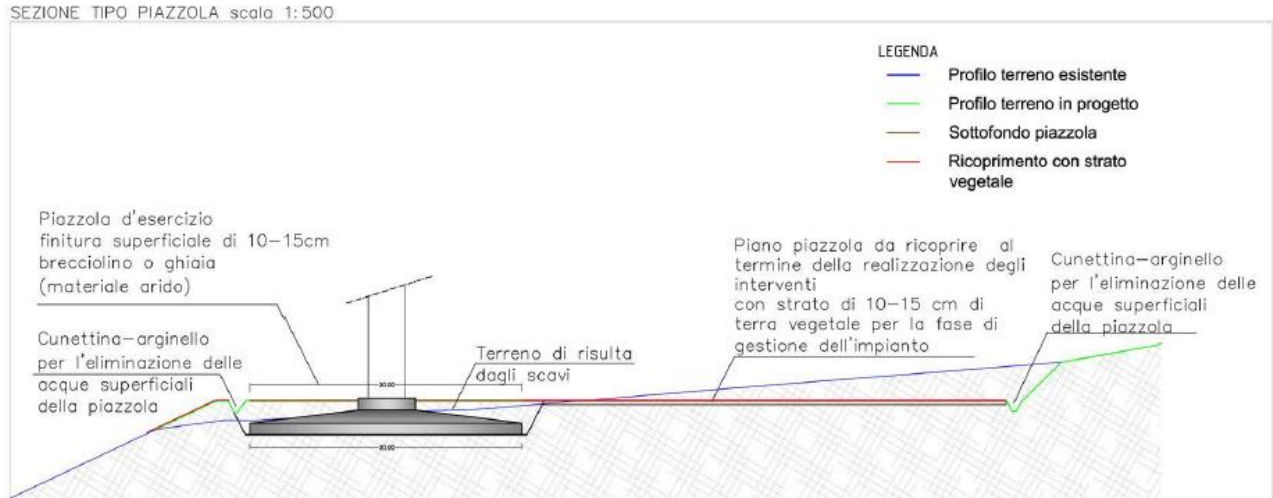 SEZIONE TIPO PIAZZOLA scala 1:500
LEGENDA
Profilo terreno esistente
Profilo terreno in progetto
Sottofondo piazzola
Ricoprimento con strato
vegetale
Piazzola d'esercizio
finitura superficiale di 10-15cm
brecciolino o ghiaia
(materiale arido)
Cunettina-arginello
per l'eliminazione delle
acque superficiali
della piazzola
Terreno di risulta
dagli scavi
Piano piazzola da ricoprire al
termine della realizzazione degli
interventi
con strato di 10-15 cm di
terra vegetale per la fase di
gestione dell'impianto
Cunettina-arginello
per l'eliminazione delle
acque superficiali
della piazzola
20.00
20.00